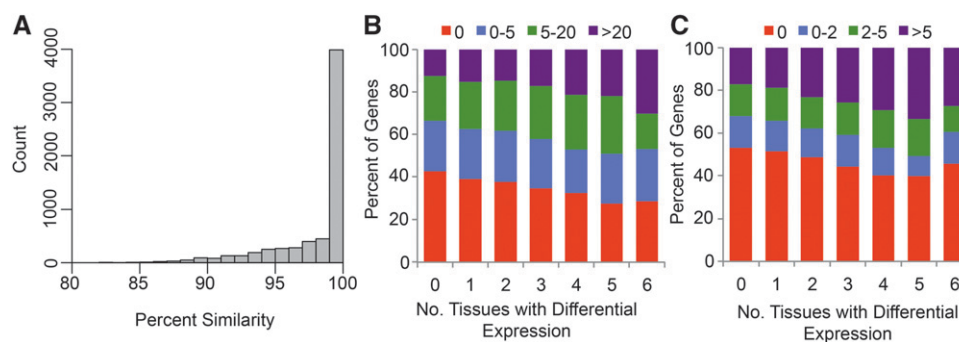 A
Count
4000
3000
2000
1000
0
80
85
90
95
100
Percent Similarity
B
0 0-5 5-20 >20
Percent of Genes
100
80
60
40
20
0
0 1 2 3 4 5 6
No. Tissues with Differential
Expression
C
0 0-2 2-5 >5
Percent of Genes
100
80
60
40
20
0
0 1 2 3 4 5 6
No. Tissues with Differential
Expression